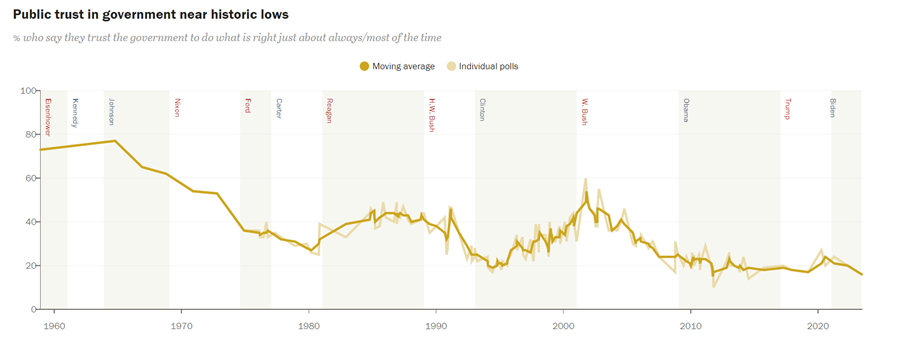 Public trust in government near historic lows
% who say they trust the government to do what is right just about always/most of the time
Moving average Individual polls
100
80
60
40
20
0
Eisenhower
Kennedy
Johnson
Nixon
Ford
Carter
Reagan
H.W. Bush
Clinton
W. Bush
Obama
Trump
Biden
1960 1970 1980 1990 2000 2010 2020